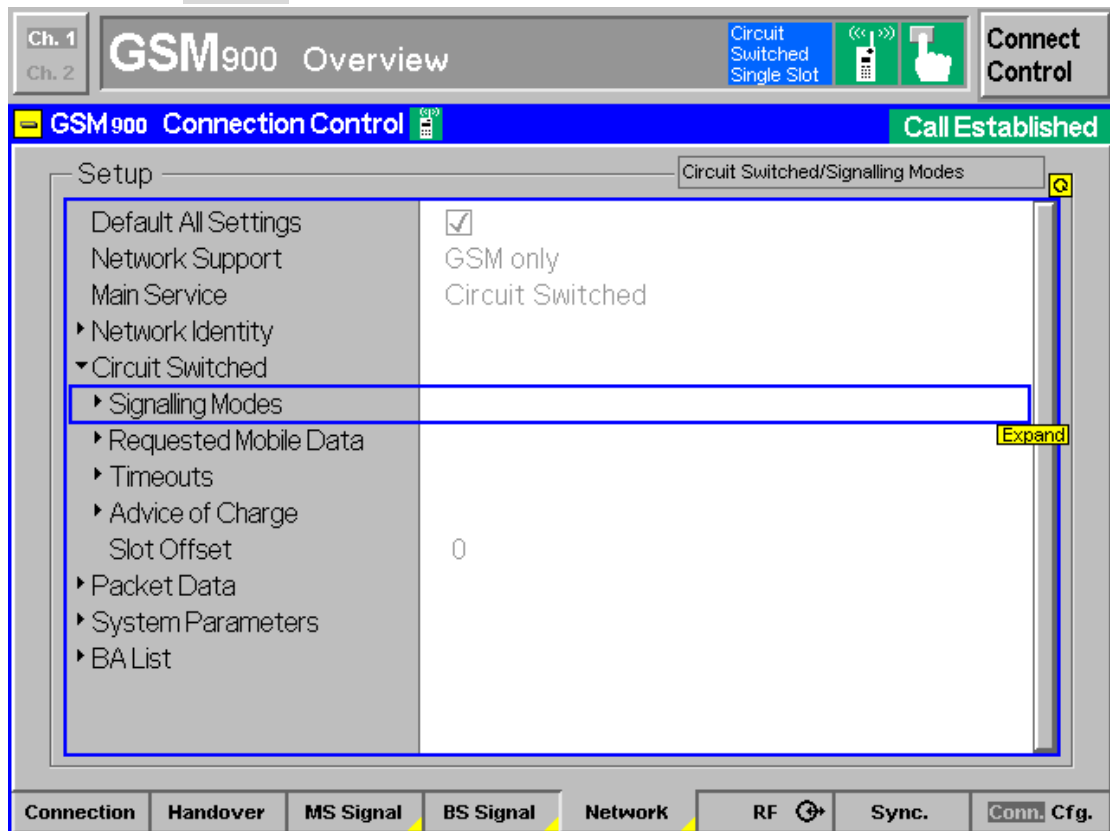 Ch. 1
Ch. 2
GSM900 Overview
Circuit
Switched
Single Slot
Connect
Control
GSM 900 Connection Control
Call Established
Setup
Circuit Switched/Signalling Modes
Default All Settings
Network Support GSM only
Main Service Circuit Switched
Network Identity
Circuit Switched
Signalling Modes
Expand
Requested Mobile Data
Timeouts
Advice of Charge
Slot Offset 0
Packet Data
System Parameters
BA List
Connection Handover MS Signal BS Signal Network RF Sync. Conn. Cfg.